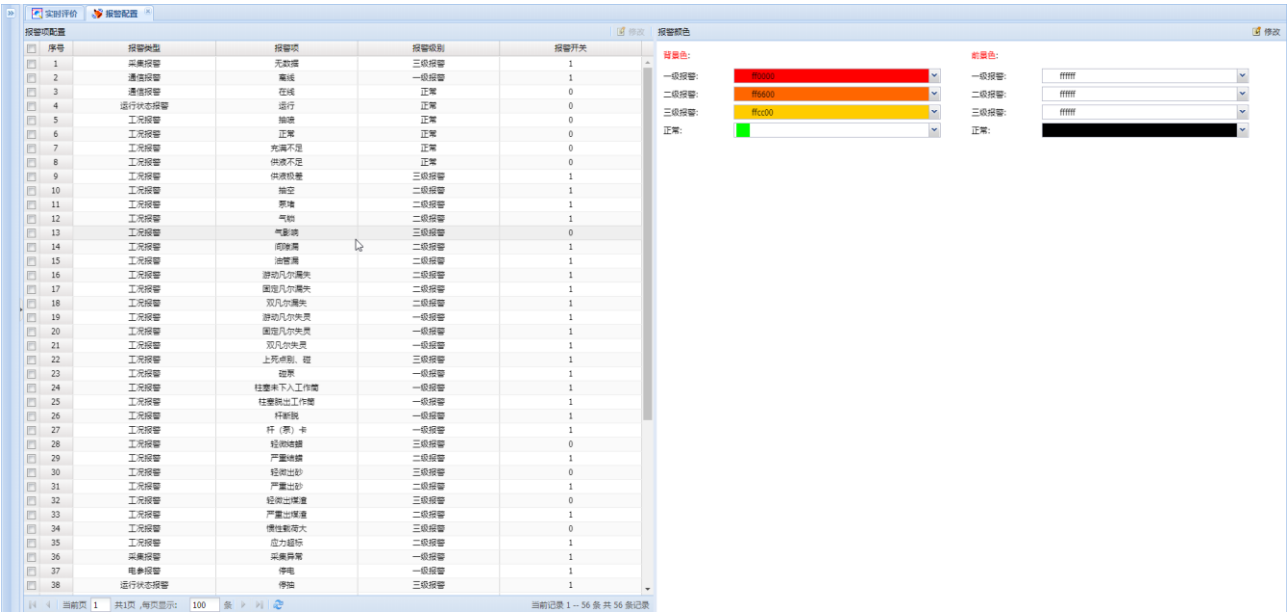 实时评价 报警配置
报警项配置 修改 报警颜色 修改
序号 报警类型 报警项 报警级别 报警开关
1 采集报警 无数据 三级报警 1
2 通信报警 离线 一级报警 1
3 通信报警 在线 正常 0
4 运行状态报警 运行 正常 0
5 工况报警 抽喷 正常 0
6 工况报警 正常 正常 0
7 工况报警 充满不足 正常 0
8 工况报警 供液不足 正常 0
9 工况报警 供液极差 三级报警 1
10 工况报警 抽空 二级报警 1
11 工况报警 泵堵 二级报警 1
12 工况报警 气锁 二级报警 1
13 工况报警 气影响 三级报警 0
14 工况报警 间隙漏 二级报警 1
15 工况报警 油管漏 二级报警 1
16 工况报警 游动凡尔漏失 二级报警 1
17 工况报警 固定凡尔漏失 二级报警 1
18 工况报警 双凡尔漏失 二级报警 1
19 工况报警 游动凡尔失灵 一级报警 1
20 工况报警 固定凡尔失灵 一级报警 1
21 工况报警 双凡尔失灵 一级报警 1
22 工况报警 上死点刮、碰 三级报警 1
23 工况报警 碰泵 一级报警 1
24 工况报警 柱塞未下入工作筒 一级报警 1
25 工况报警 柱塞脱出工作筒 一级报警 1
26 工况报警 杆断脱 一级报警 1
27 工况报警 杆（泵）卡 一级报警 1
28 工况报警 轻微结蜡 三级报警 0
29 工况报警 严重结蜡 二级报警 1
30 工况报警 轻微出砂 三级报警 0
31 工况报警 严重出砂 二级报警 1
32 工况报警 轻微出煤渣 三级报警 0
33 工况报警 严重出煤渣 二级报警 1
34 工况报警 惯性载荷大 三级报警 0
35 工况报警 应力超标 二级报警 1
36 采集报警 采集异常 一级报警 1
37 电参报警 停电 一级报警 1
38 运行状态报警 停抽 三级报警 1
当前页 1 共1页 ,每页显示: 100 条 当前记录 1 -- 56 条 共 56 条记录
背景色: 前景色:
一级报警: ff0000 一级报警: ffffff
二级报警: ff6600 二级报警: ffffff
三级报警: ffcc00 三级报警: ffffff
正常: 正常: